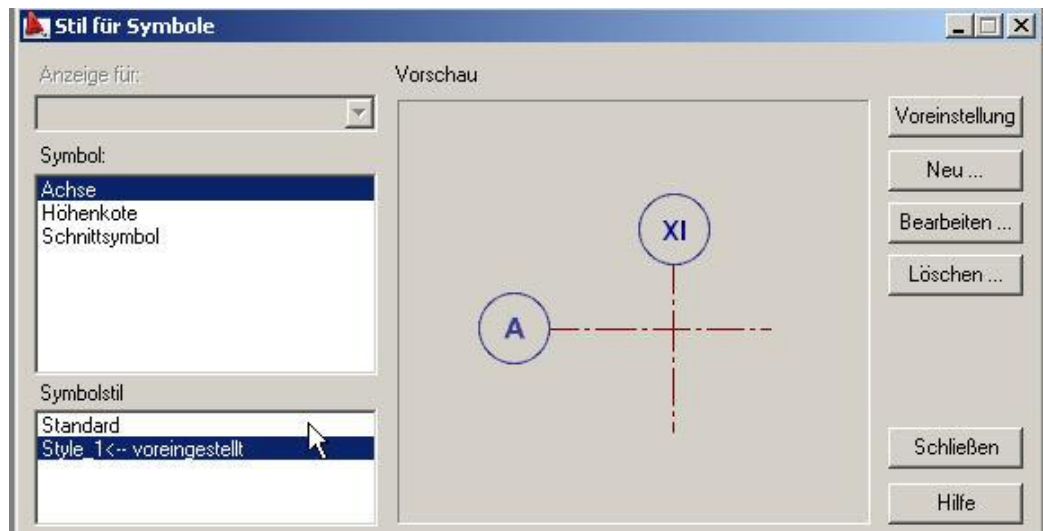 Stil für Symbole
Anzeige für:
Vorschau
Symbol:
Achse
Höhenkote
Schnittsymbol
Symbolstil
Standard
Style_1<-- voreingestellt
XI
A
Voreinstellung
Neu ...
Bearbeiten ...
Löschen ...
Schließen
Hilfe